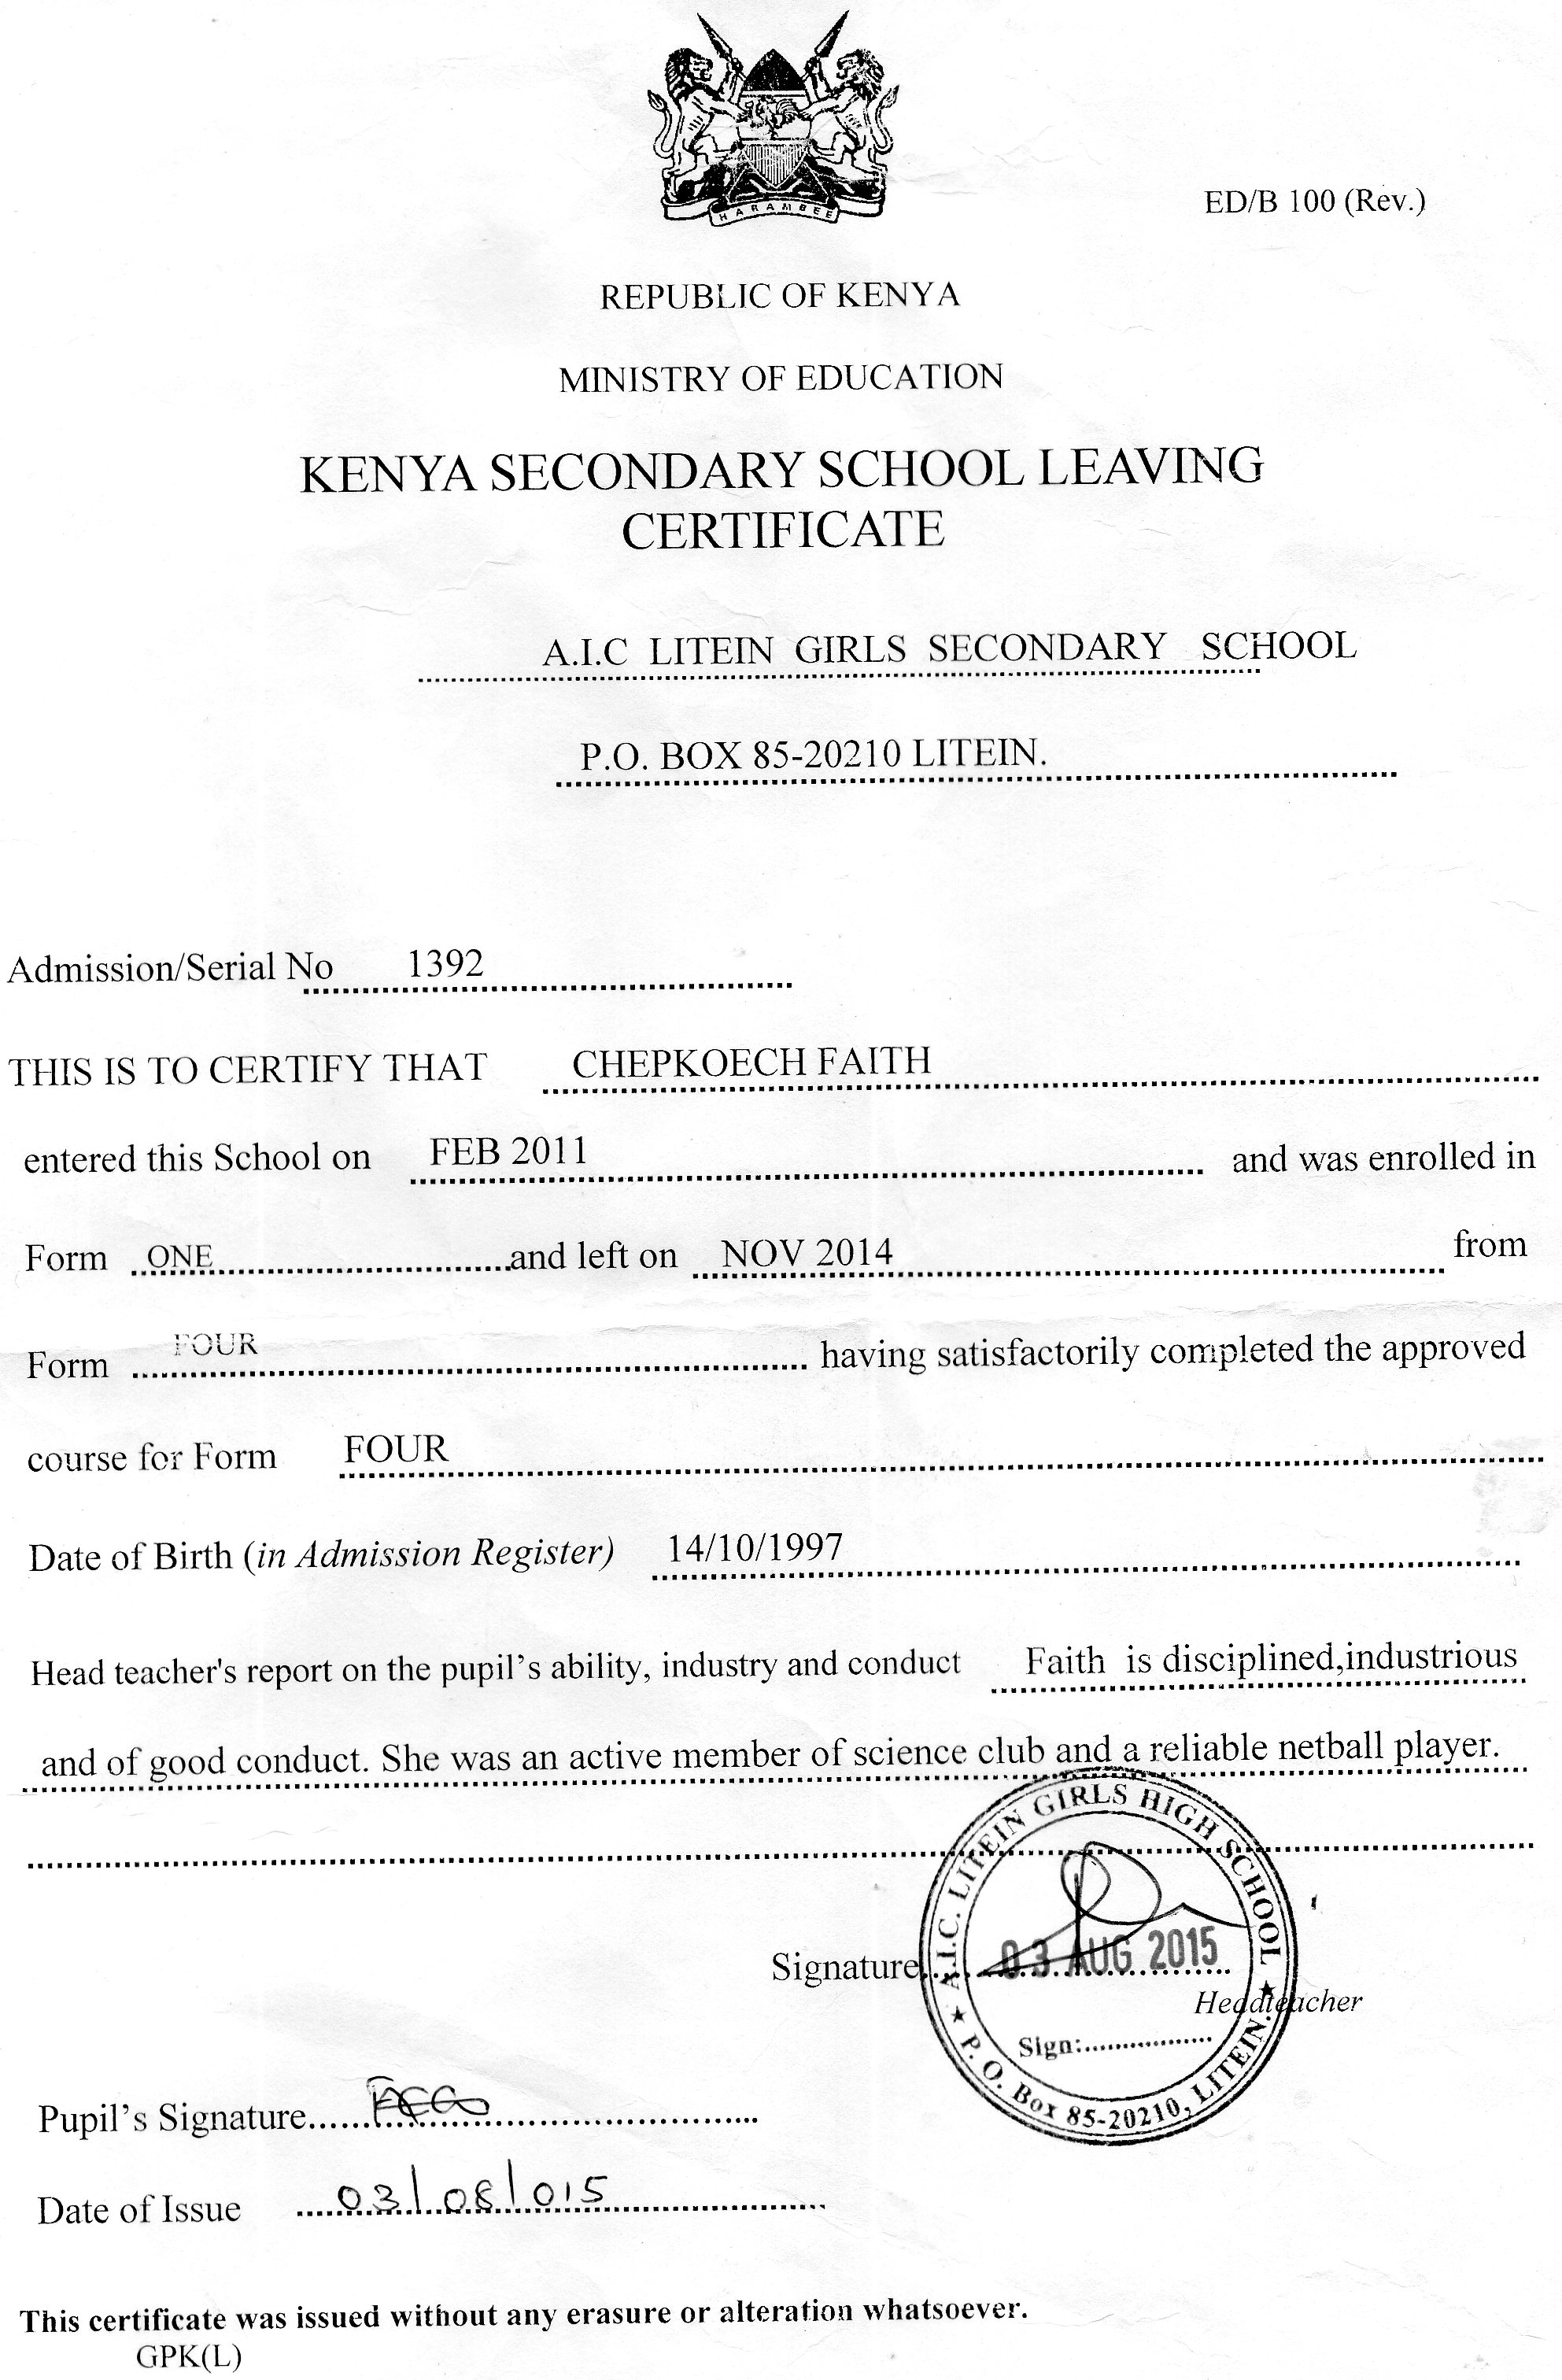 HARAMBEE
ED/B 100 (Rev.)
REPUBLIC OF KENYA
MINISTRY OF EDUCATION
KENYA SECONDARY SCHOOL LEAVING
CERTIFICATE
A.I.C LITEIN GIRLS SECONDARY SCHOOL
P.O. BOX 85-20210 LITEIN.
Admission/Serial No 1392
THIS IS TO CERTIFY THAT CHEPKOECH FAITH
entered this School on FEB 2011 and was enrolled in
Form ONE and left on NOV 2014 from
Form FOUR having satisfactorily completed the approved
course for Form FOUR
Date of Birth (in Admission Register) 14/10/1997
Head teacher's report on the pupil's ability, industry and conduct Faith is disciplined,industrious
and of good conduct. She was an active member of science club and a reliable netball player.
A.I.C. LITEIN GIRLS HIGH SCHOOL
Signature 03 AUG 2015
Headteacher
Sign:
P. O. Box 85-20210, LITEIN.
Pupil's Signature
Date of Issue 03/08/015
This certificate was issued without any erasure or alteration whatsoever.
GPK(L)